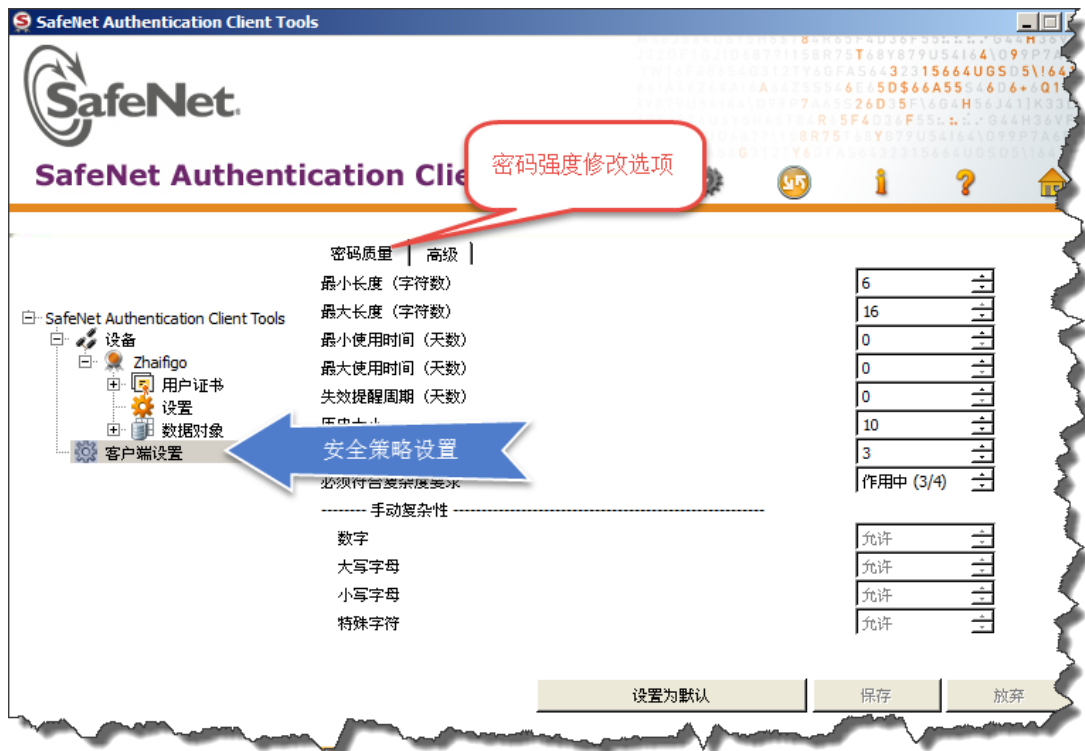 SafeNet Authentication Client Tools
SafeNet.
SafeNet Authentication Clie
密码强度修改选项
密码质量
高级
最小长度（字符数） 6
最大长度（字符数） 16
最小使用时间（天数） 0
最大使用时间（天数） 0
失效提醒周期（天数） 0
10
3
作用中 (3/4)
-------- 手动复杂性 --------
数字 允许
大写字母 允许
小写字母 允许
特殊字符 允许
SafeNet Authentication Client Tools
设备
Zhaifigo
用户证书
设置
数据对象
客户端设置
安全策略设置
设置为默认
保存
放弃